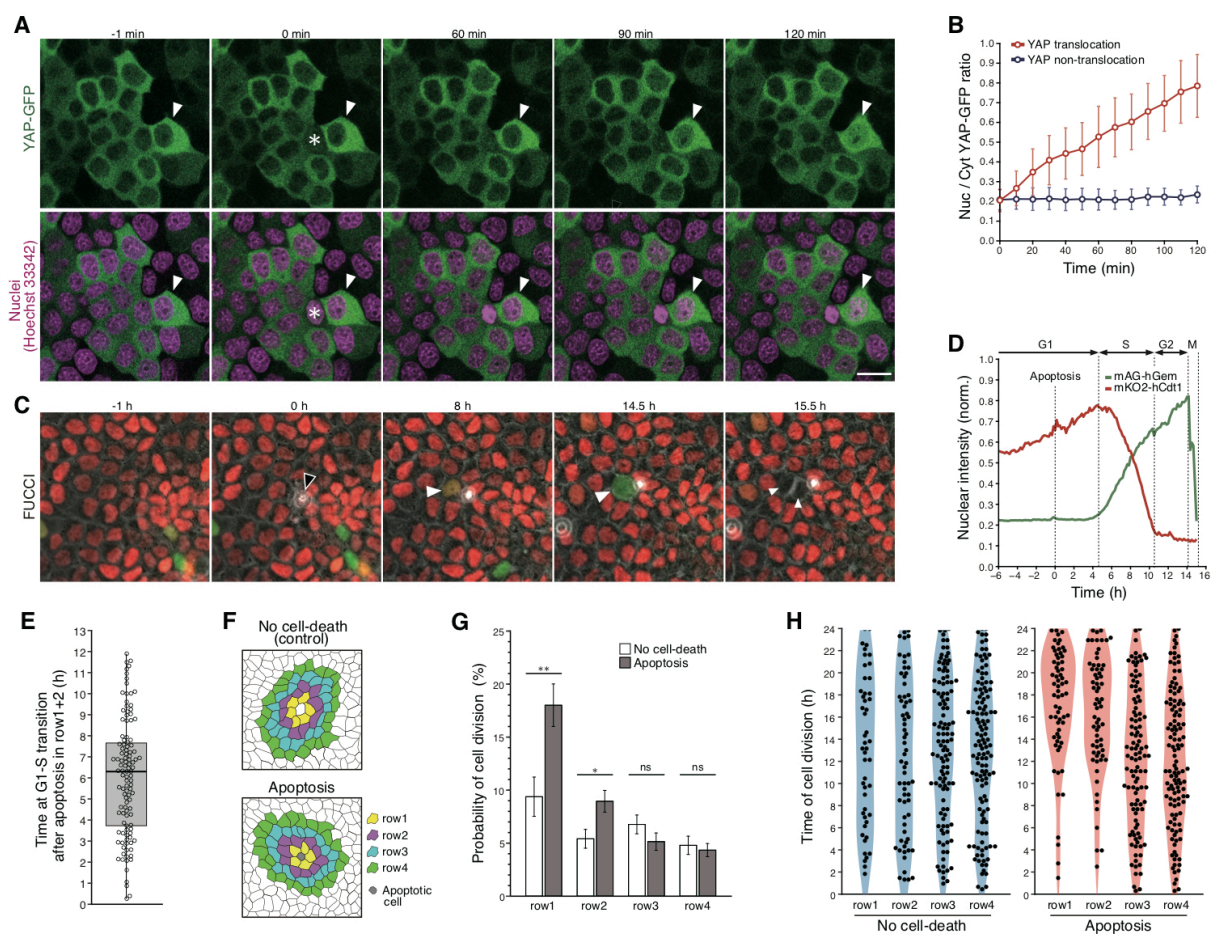 A
-1 min
0 min
60 min
90 min
120 min
YAP-GFP
*
Nuclei
(Hoechst 33342)
*
B
YAP translocation
YAP non-translocation
Nuc / Cyt YAP-GFP ratio
1.0
0.9
0.8
0.7
0.6
0.5
0.4
0.3
0.2
0.1
0.0
0
20
40
60
80
100
120
Time (min)
C
-1 h
0 h
8 h
14.5 h
15.5 h
FUCCI
D
G1
S
G2
M
Apoptosis
mAG-hGem
mKO2-hCdt1
Nuclear intensity (norm.)
1.0
0.9
0.8
0.7
0.6
0.5
0.4
0.3
0.2
0.1
0.0
−6
−4
−2
0
2
4
6
8
10
12
14
16
Time (h)
E
Time at G1-S transition
after apoptosis in row1+2 (h)
13
12
11
10
9
8
7
6
5
4
3
2
1
0
F
No cell-death
(control)
Apoptosis
row1
row2
row3
row4
Apoptotic
cell
G
Probability of cell division (%)
25
20
15
10
5
0
No cell-death
Apoptosis
**
*
ns
ns
row1
row2
row3
row4
H
Time of cell division (h)
24
22
20
18
16
14
12
10
8
6
4
2
0
row1
row2
row3
row4
No cell-death
24
22
20
18
16
14
12
10
8
6
4
2
0
row1
row2
row3
row4
Apoptosis